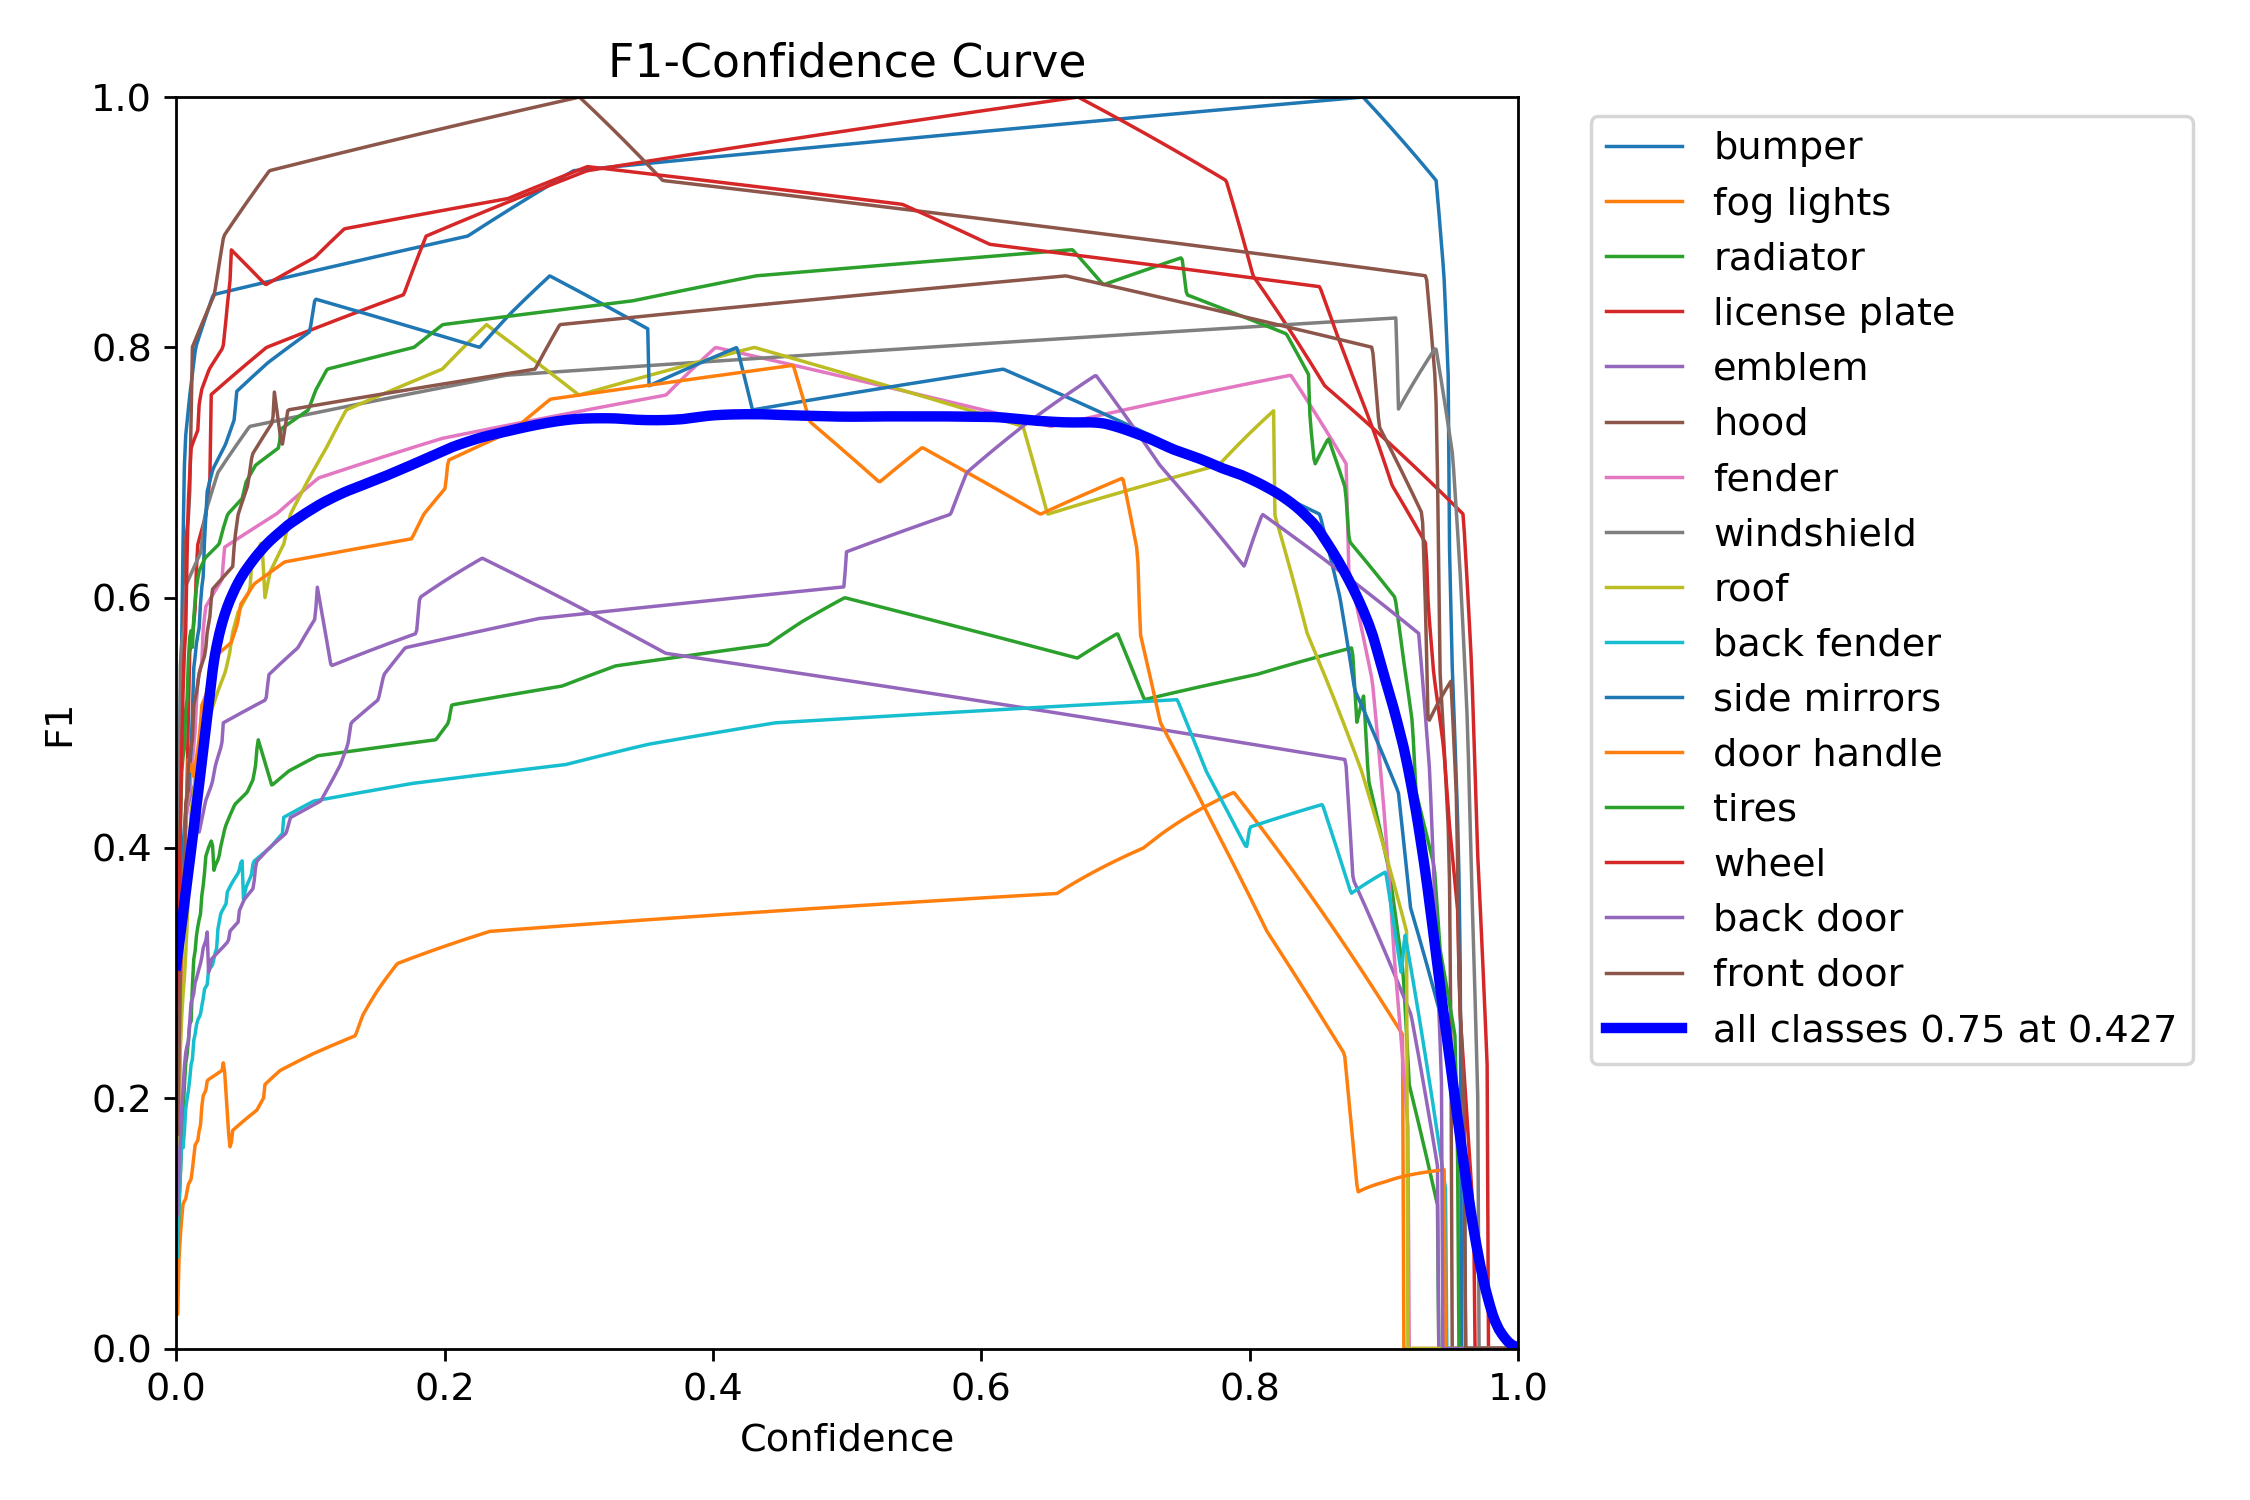 F1-Confidence Curve
1.0
0.8
0.6
0.4
0.2
0.0
F1
0.0 0.2 0.4 0.6 0.8 1.0
Confidence
bumper
fog lights
radiator
license plate
emblem
hood
fender
windshield
roof
back fender
side mirrors
door handle
tires
wheel
back door
front door
all classes 0.75 at 0.427